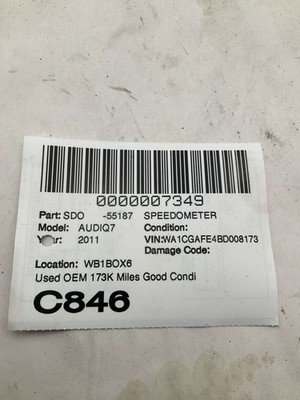 0000007349
Part: SDO -55187 SPEEDOMETER
Model: AUDIQ7 Condition:
Year: 2011 VIN:WA1CGAFE4BD008173
Damage Code:
Location: WB1BOX6
Used OEM 173K Miles Good Condi
C846